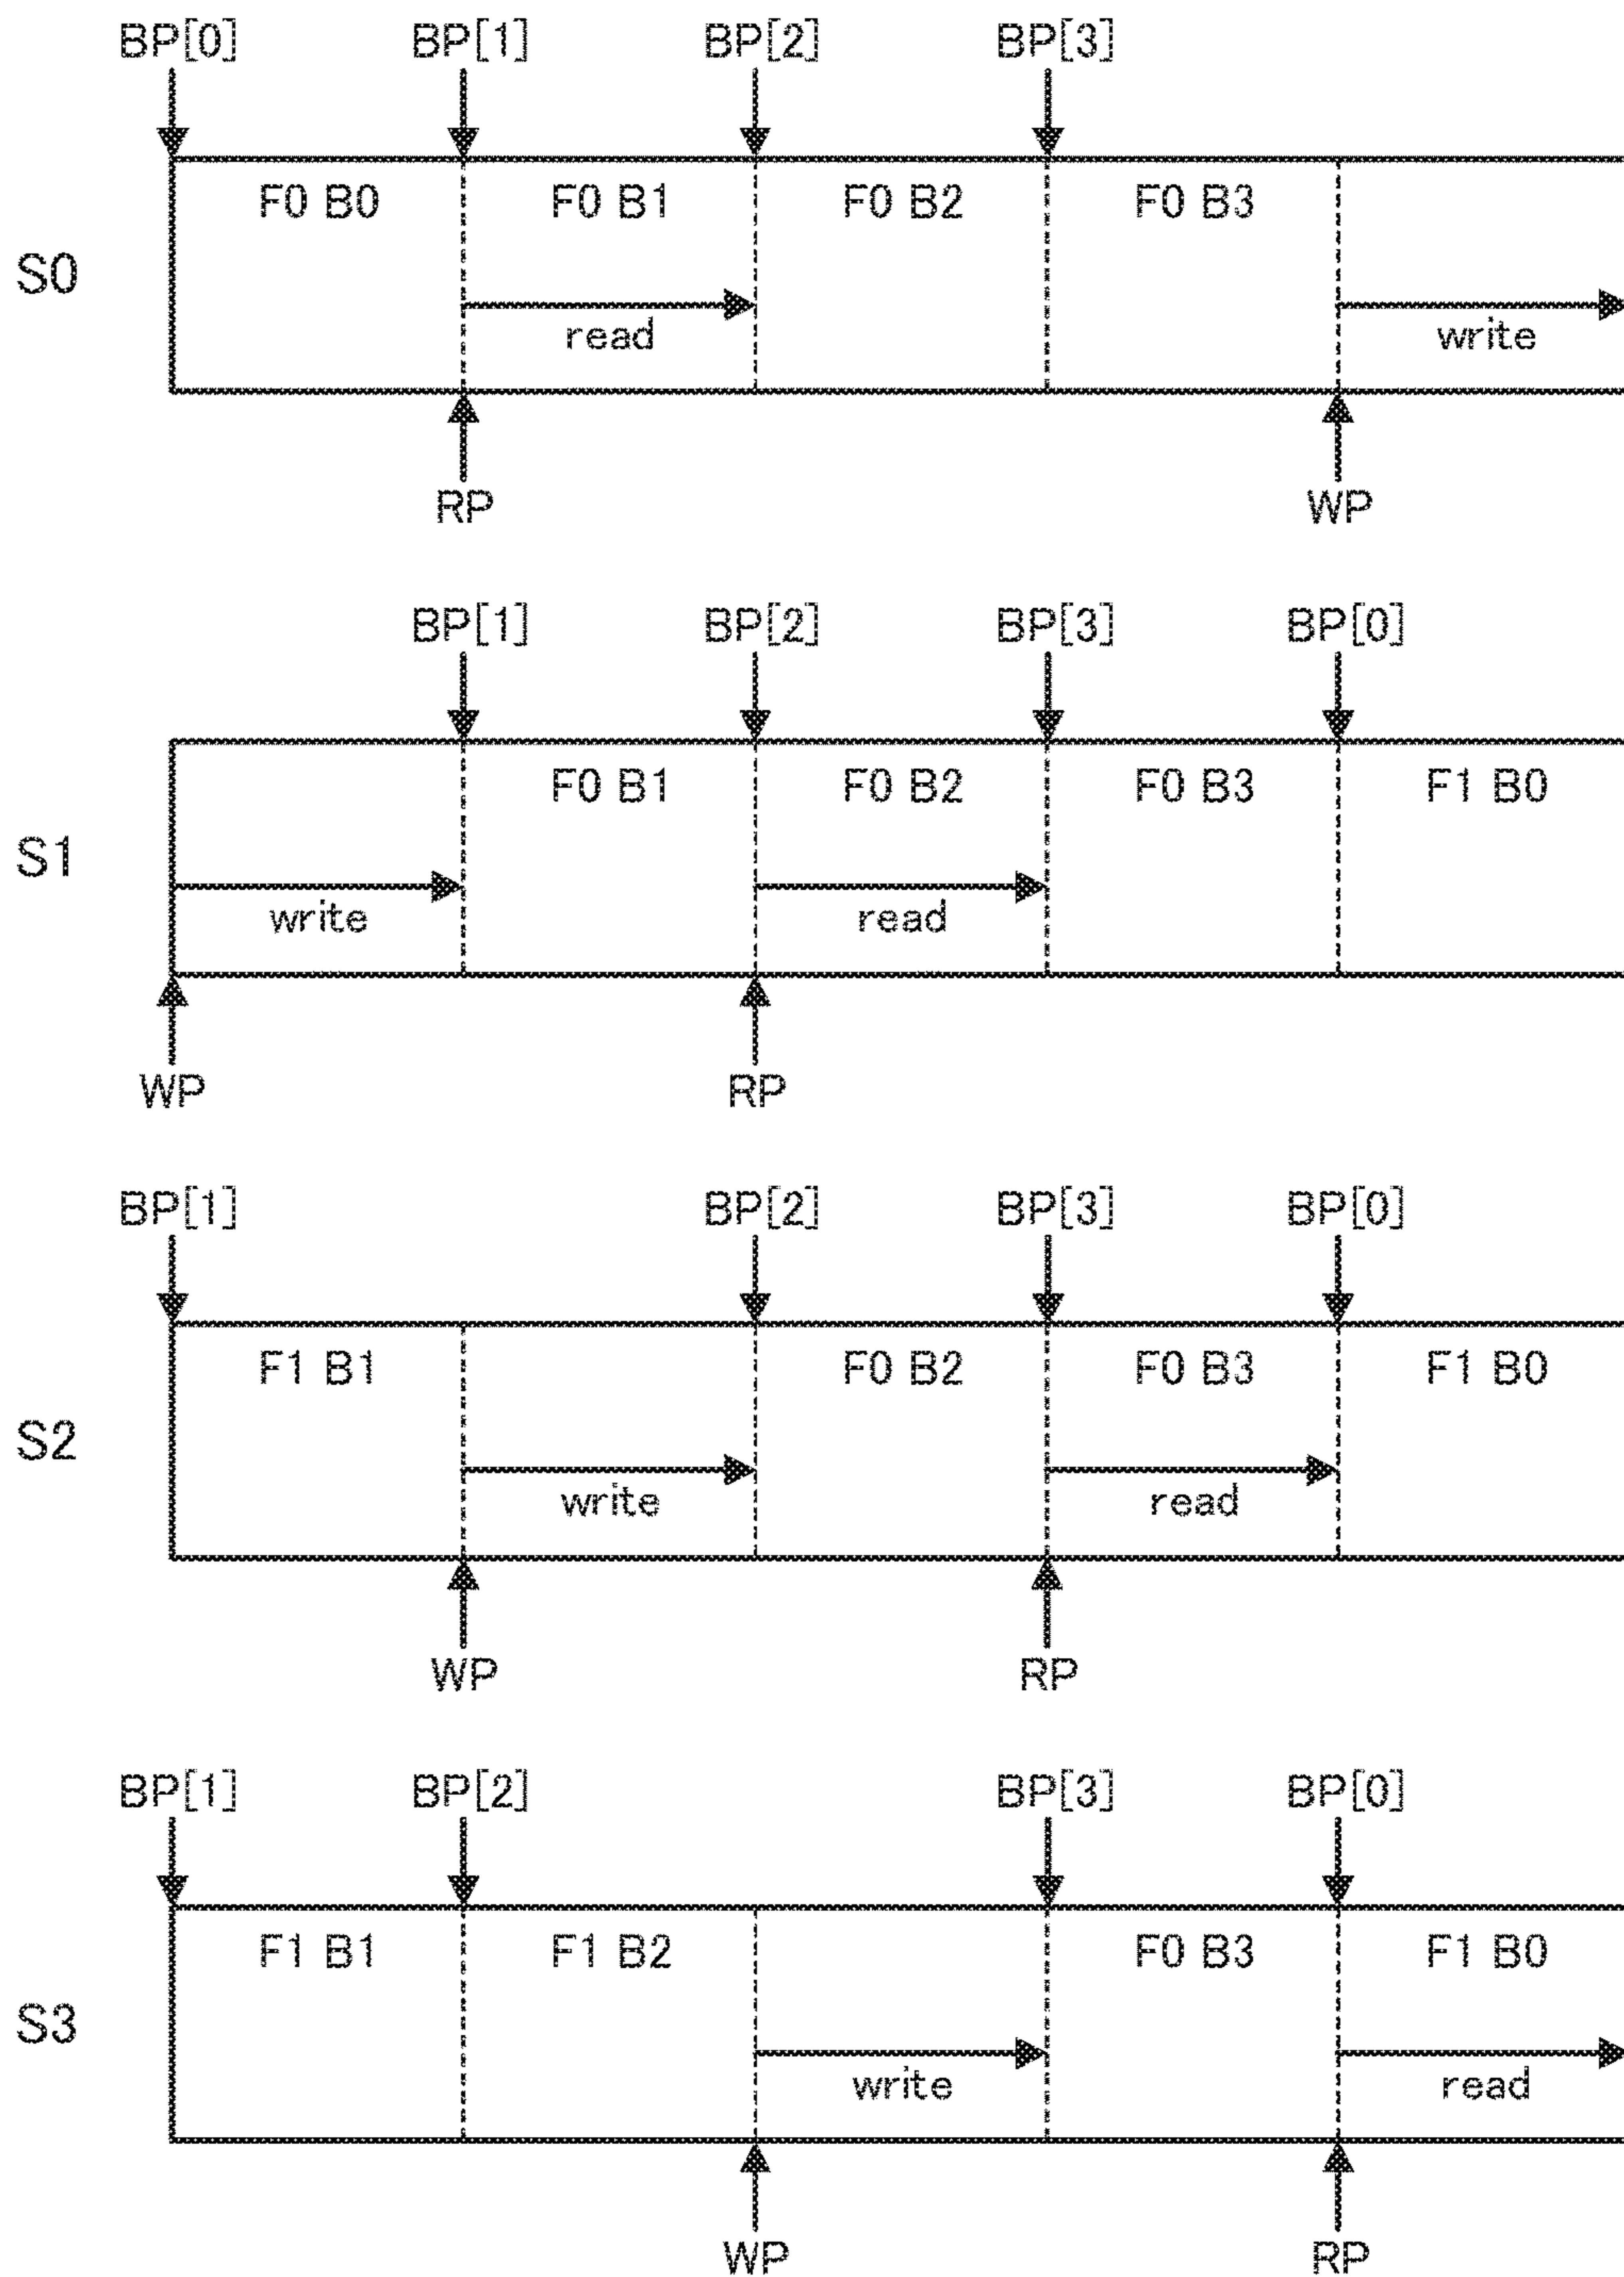 BP[0] BP[1] BP[2] BP[3]
F0 B0 F0 B1 F0 B2 F0 B3
S0
read write
RP WP
BP[1] BP[2] BP[3] BP[0]
F0 B1 F0 B2 F0 B3 F1 B0
S1
write read
WP RP
BP[1] BP[2] BP[3] BP[0]
F1 B1 F0 B2 F0 B3 F1 B0
S2
write read
WP RP
BP[1] BP[2] BP[3] BP[0]
F1 B1 F1 B2 F0 B3 F1 B0
S3
write read
WP RP